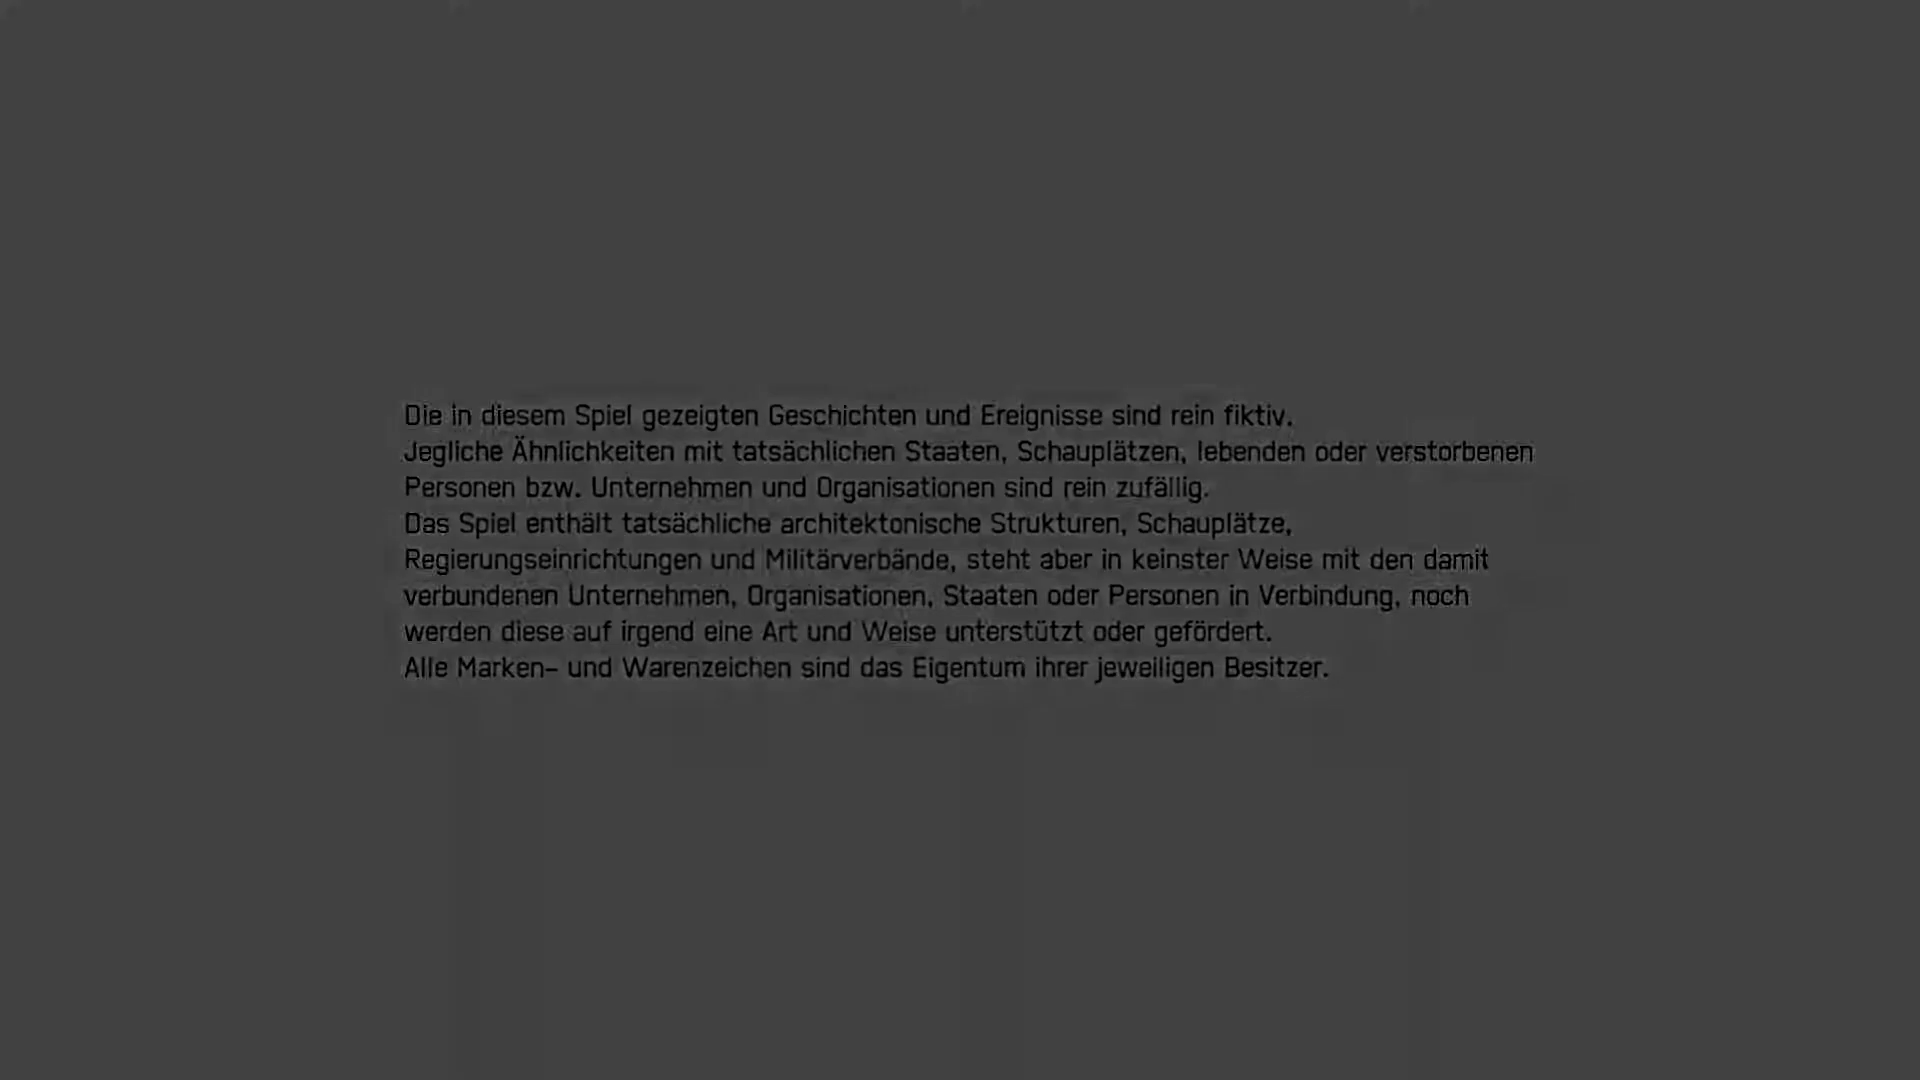 Die in diesem Spiel gezeigten Geschichten und Ereignisse sind rein fiktiv.
Jegliche Ähnlichkeiten mit tatsächlichen Staaten, Schauplätzen, lebenden oder verstorbenen
Personen bzw. Unternehmen und Organisationen sind rein zufällig.
Das Spiel enthält tatsächliche architektonische Strukturen, Schauplätze,
Regierungseinrichtungen und Militärverbände, steht aber in keinster Weise mit den damit
verbundenen Unternehmen, Organisationen, Staaten oder Personen in Verbindung, noch
werden diese auf irgend eine Art und Weise unterstützt oder gefördert.
Alle Marken- und Warenzeichen sind das Eigentum ihrer jeweiligen Besitzer.